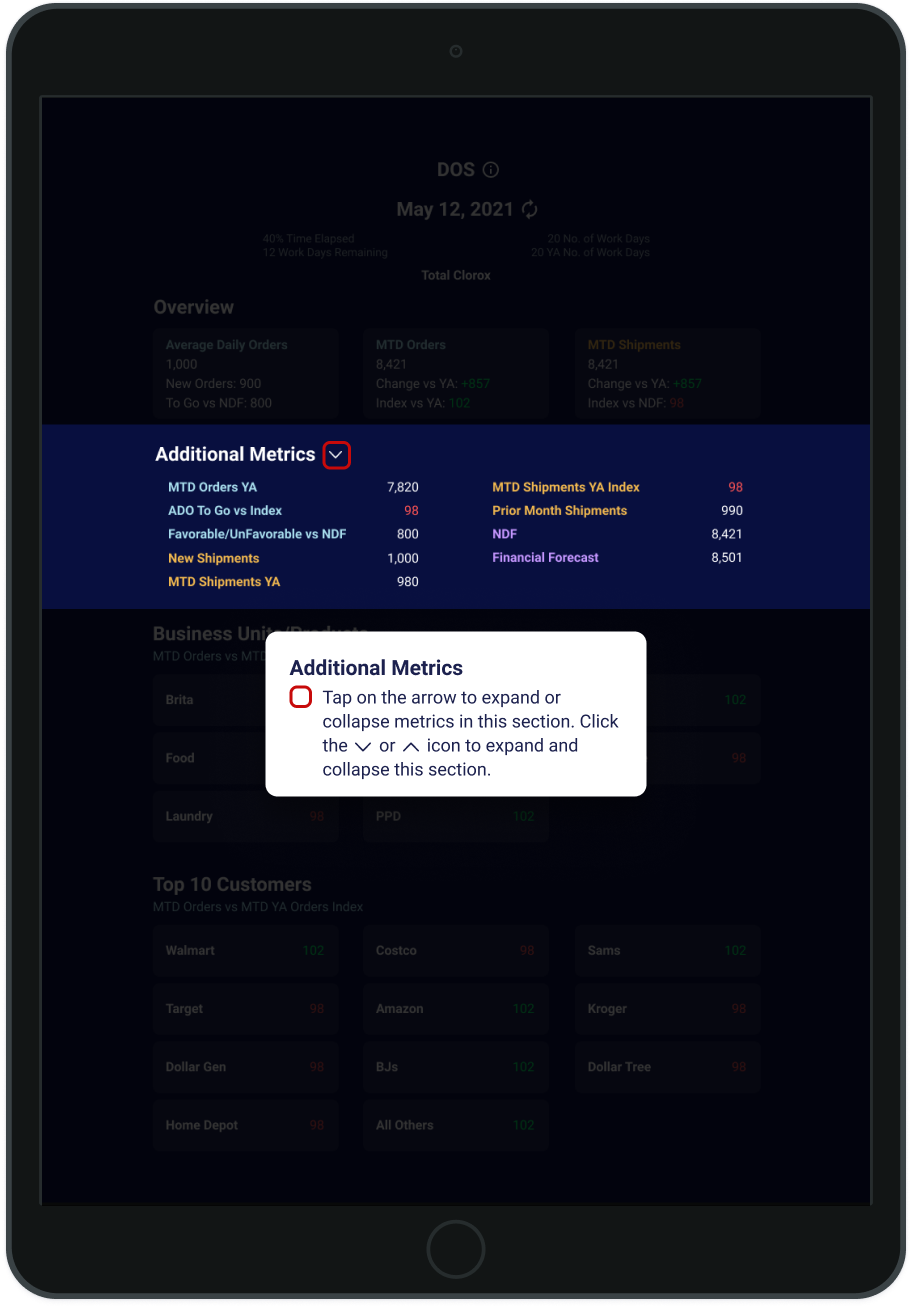 DOS
May 12, 2021
40% Time Elapsed
20 No. of Work Days
12 Work Days Remaining
20 YA No. of Work Days
Total Clorox
Overview
Average Daily Orders
1,000
New Orders: 900
To Go vs NDF: 800
MTD Orders
8,421
Change vs YA: +857
Index vs YA: 102
MTD Shipments
8,421
Change vs YA: +857
Index vs NDF: 98
Additional Metrics
MTD Orders YA 7,820
ADO To Go vs Index 98
Favorable/UnFavorable vs NDF 800
New Shipments 1,000
MTD Shipments YA 980
MTD Shipments YA Index 98
Prior Month Shipments 990
NDF 8,421
Financial Forecast 8,501
Business Units/Products
MTD Orders vs MTD
Brita
102
Food
98
Laundry 98
PPD 102
Additional Metrics
Tap on the arrow to expand or
collapse metrics in this section. Click
the or icon to expand and
collapse this section.
Top 10 Customers
MTD Orders vs MTD YA Orders Index
Walmart 102
Costco 98
Sams 102
Target 98
Amazon 102
Kroger 98
Dollar Gen 98
BJs 102
Dollar Tree 98
Home Depot 98
All Others 102